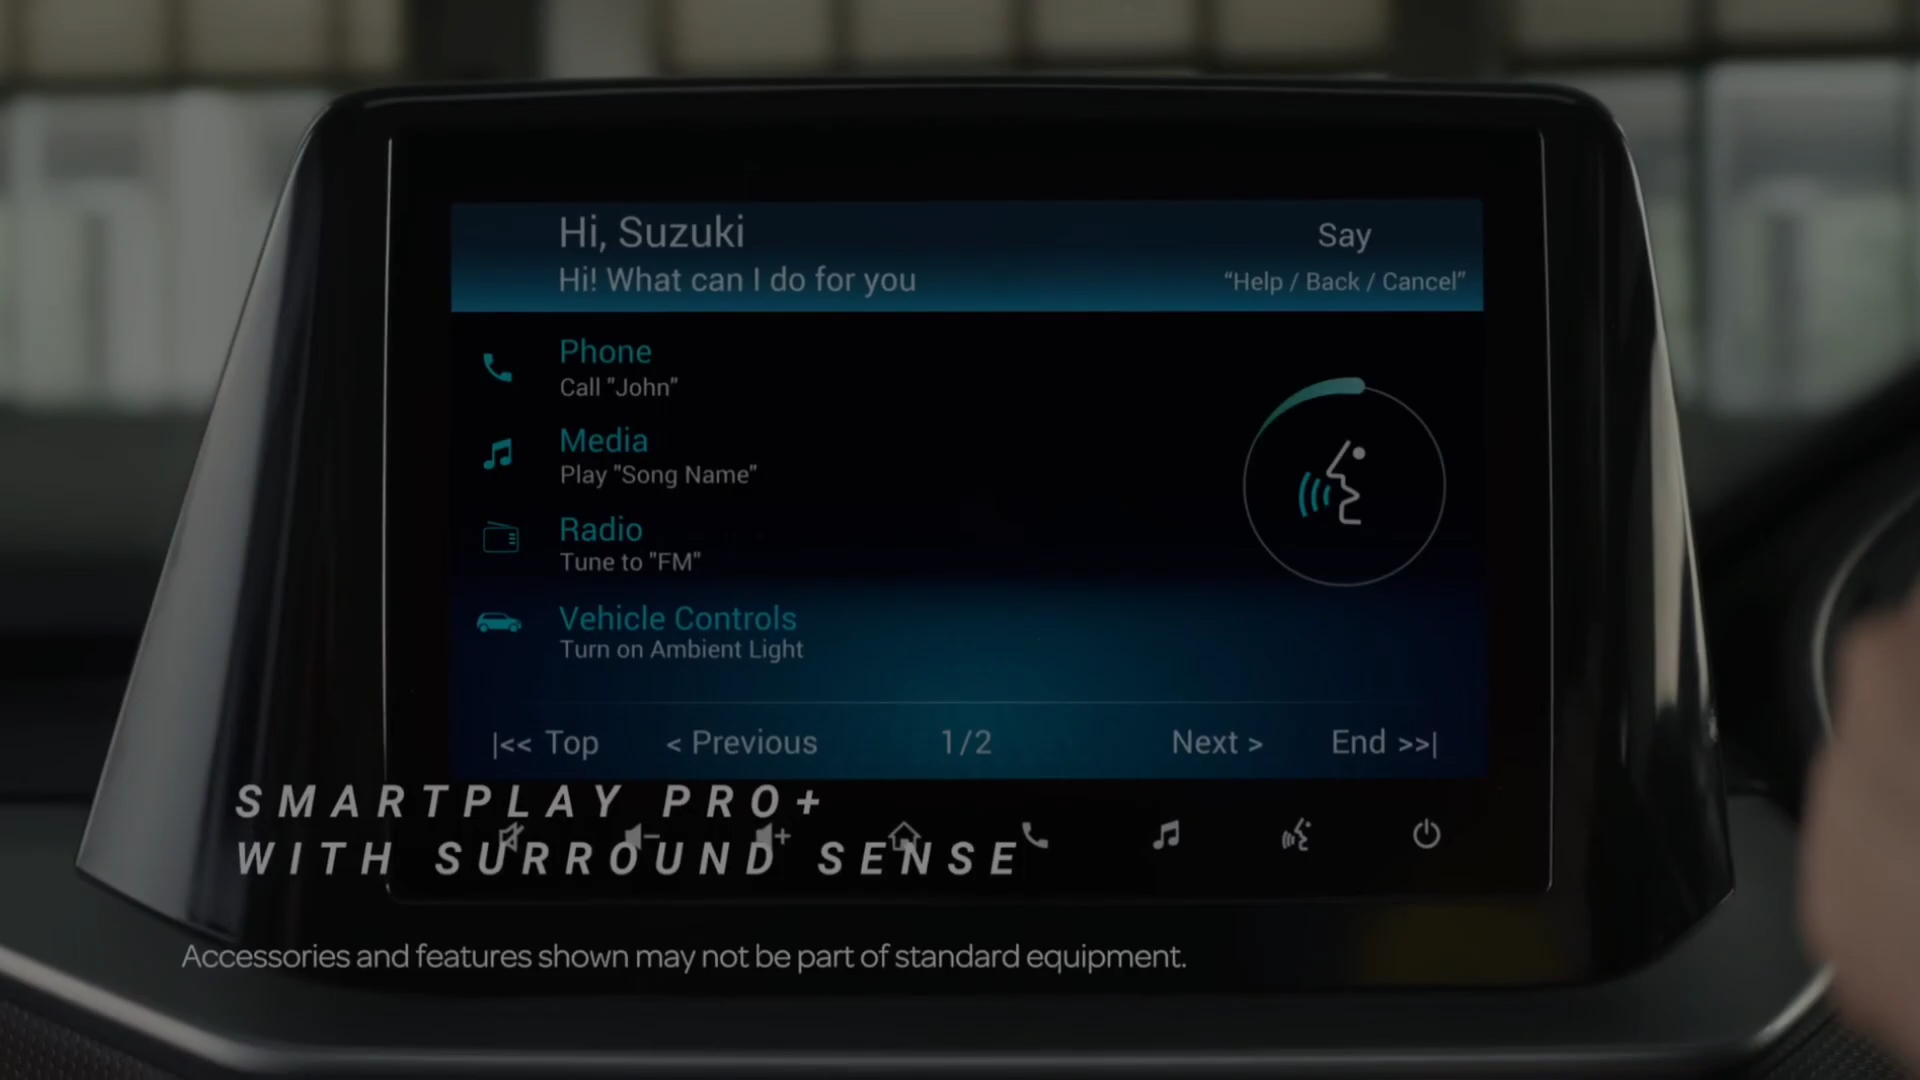 Hi, Suzuki
Hi! What can I do for you
Say
“Help / Back / Cancel”
Phone
Call "John"
Media
Play "Song Name"
Radio
Tune to "FM"
Vehicle Controls
Turn on Ambient Light
|<< Top < Previous 1/2 Next > End >>|
SMARTPLAY PRO+
WITH SURROUND SENSE
Accessories and features shown may not be part of standard equipment.